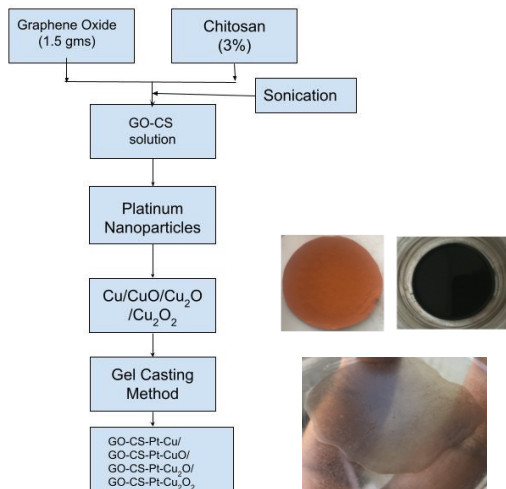 Graphene Oxide
(1.5 gms)
Chitosan
(3%)
Sonication
GO-CS
solution
Platinum
Nanoparticles
Cu/CuO/Cu₂O
/Cu₂O₂
Gel Casting
Method
GO-CS-Pt-Cu/
GO-CS-Pt-CuO/
GO-CS-Pt-Cu₂O/
GO-CS-Pt-Cu₂O₂